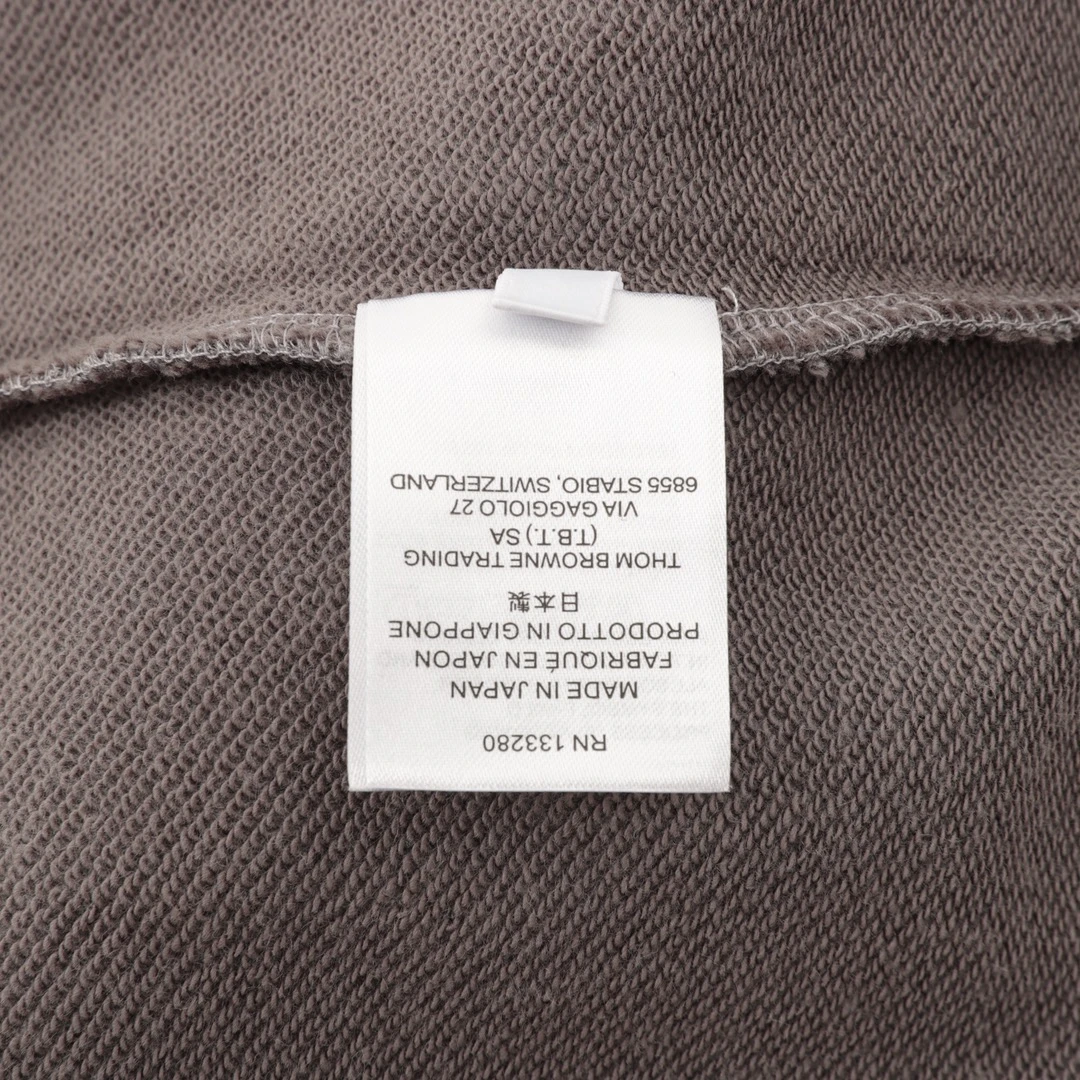 RN 133280
MADE IN JAPAN
FABRIQUÉ EN JAPON
PRODOTTO IN GIAPPONE
日本製
THOM BROWNE TRADING
(T.B.T.) SA
VIA GAGGIOLO 27
6855 STABIO, SWITZERLAND